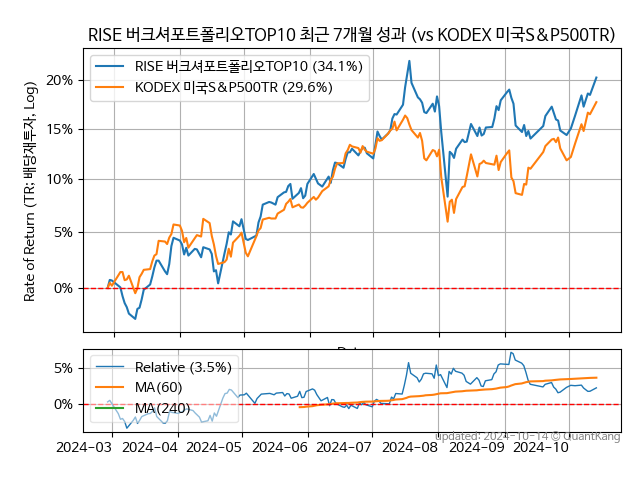 RISE 버크셔포트폴리오TOP10 최근 7개월 성과 (vs KODEX 미국S&P500TR)
RISE 버크셔포트폴리오TOP10 (34.1%)
KODEX 미국S&P500TR (29.6%)
Rate of Return (TR: 배당재투자, Log)
20%
15%
10%
5%
0%
Relative (3.5%)
MA(60)
MA(240)
5%
0%
2024-03
2024-04
2024-05
2024-06
2024-07
2024-08
2024-09
2024-10
updated: 2024-10-14 © QuantKang